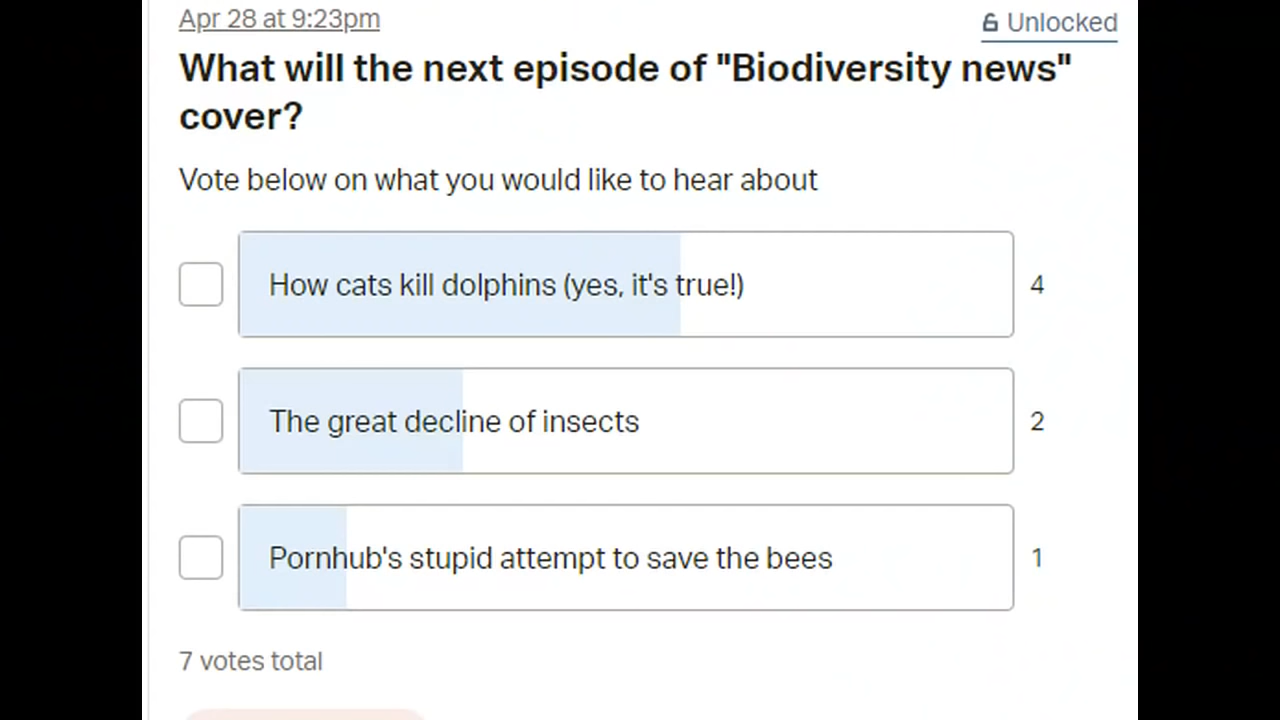 Apr 28 at 9:23pm
Unlocked
What will the next episode of "Biodiversity news"
cover?
Vote below on what you would like to hear about
How cats kill dolphins (yes, it's true!)
4
The great decline of insects
2
Pornhub's stupid attempt to save the bees
1
7 votes total